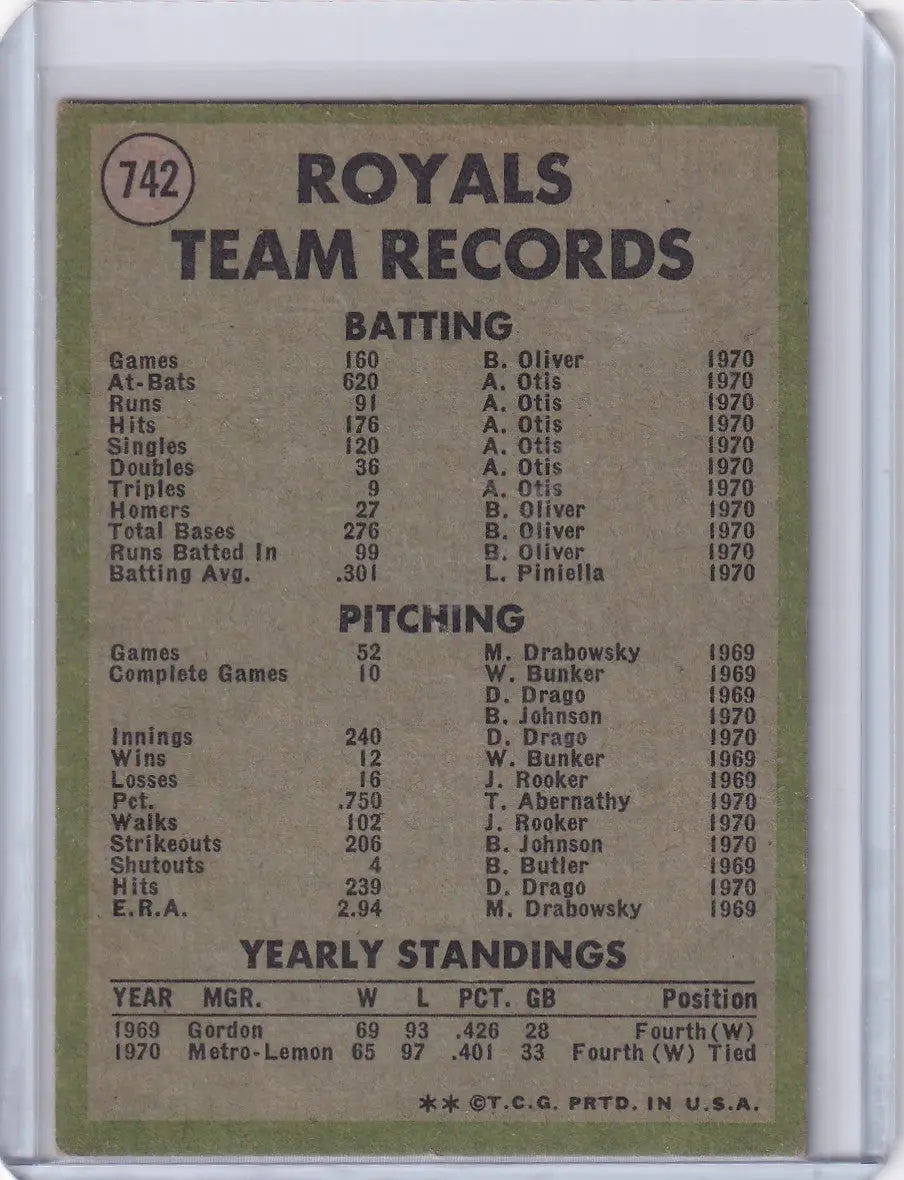 742
ROYALS
TEAM RECORDS
BATTING
Games 160 B. Oliver 1970
At-Bats 620 A. Otis 1970
Runs 91 A. Otis 1970
Hits 176 A. Otis 1970
Singles 120 A. Otis 1970
Doubles 36 A. Otis 1970
Triples 9 A. Otis 1970
Homers 27 B. Oliver 1970
Total Bases 276 B. Oliver 1970
Runs Batted In 99 B. Oliver 1970
Batting Avg. .301 L. Piniella 1970
PITCHING
Games 52 M. Drabowsky 1969
Complete Games 10 W. Bunker 1969
D. Drago 1969
B. Johnson 1970
Innings 240 D. Drago 1970
Wins 12 W. Bunker 1969
Losses 16 J. Rooker 1969
Pct. .750 T. Abernathy 1970
Walks 102 J. Rooker 1970
Strikeouts 206 B. Johnson 1970
Shutouts 4 B. Butler 1969
Hits 239 D. Drago 1970
E.R.A. 2.94 M. Drabowsky 1969
YEARLY STANDINGS
YEAR MGR. W L PCT. GB Position
1969 Gordon 69 93 .426 28 Fourth (W)
1970 Metro-Lemon 65 97 .401 33 Fourth (W) Tied
** ©T.C.G. PRTD. IN U.S.A.